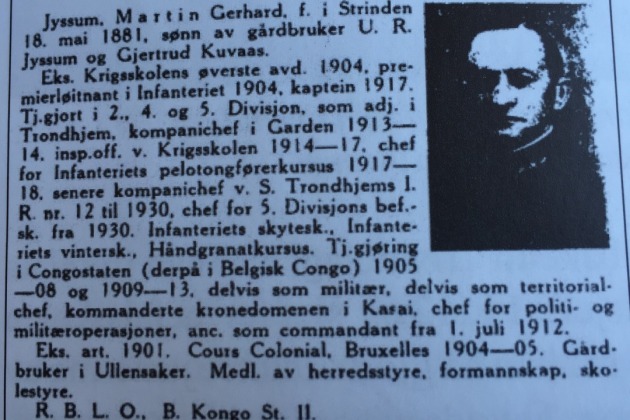 Jyssum, Martin Gerhard, f. i Strinden
18. mai 1881, sønn av gårdbruker U. R.
Jyssum og Gjertrud Kuvaas.
Eks. Krigsskolens øverste avd. 1904, pre-
mierløitnant i Infanteriet 1904, kaptein 1917.
Tj.gjort i 2., 4. og 5. Divisjon, som adj. i
Trondhjem, kompanichef i Garden 1913—
14, insp.off. v. Krigsskolen 1914—17, chef
for Infanteriets pelotongførerkursus 1917—
18, senere kompanichef v. S. Trondhjems I.
R. nr. 12 til 1930, chef for 5. Divisjons bef.-
sk. fra 1930. Infanteriets skytesk., Infante-
riets vintersk., Håndgranatkursus. Tj.gjøring
i Congostaten (derpå i Belgisk Congo) 1905
—08 og 1909—13, delvis som militær, delvis som territorial-
chef, kommanderte kronedomenen i Kasai, chef for politi- og
militæroperasjoner, anc. som commandant fra 1. juli 1912.
Eks. art. 1901. Cours Colonial, Bruxelles 1904—05. Gård-
bruker i Ullensaker. Medl. av herredsstyre, formannskap, sko-
lestyre.
R. B. L. O., B. Kongo St. II.